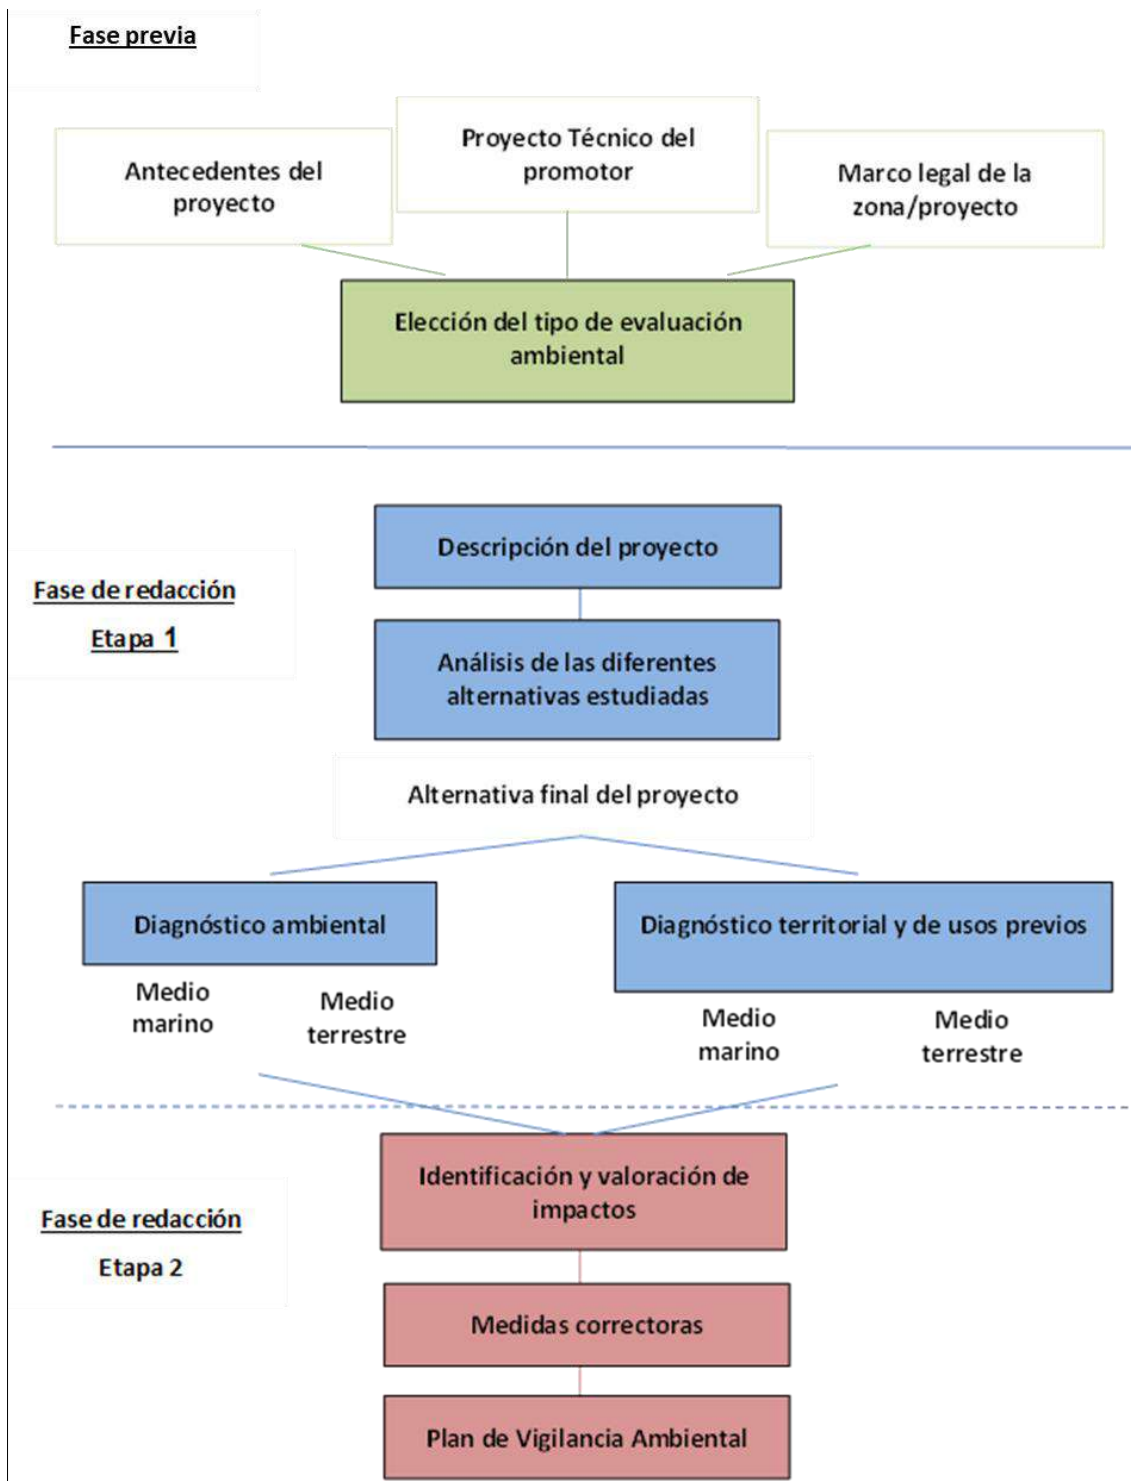 Fase previa
Proyecto Técnico del
promotor
Antecedentes del
proyecto
Marco legal de la
zona/proyecto
Elección del tipo de evaluación
ambiental
Descripción del proyecto
Fase de redacción
Etapa 1
Análisis de las diferentes
alternativas estudiadas
Alternativa final del proyecto
Diagnóstico ambiental
Diagnóstico territorial y de usos previos
Medio
marino
Medio
terrestre
Medio
marino
Medio
terrestre
Identificación y valoración de
impactos
Fase de redacción
Etapa 2
Medidas correctoras
Plan de Vigilancia Ambiental